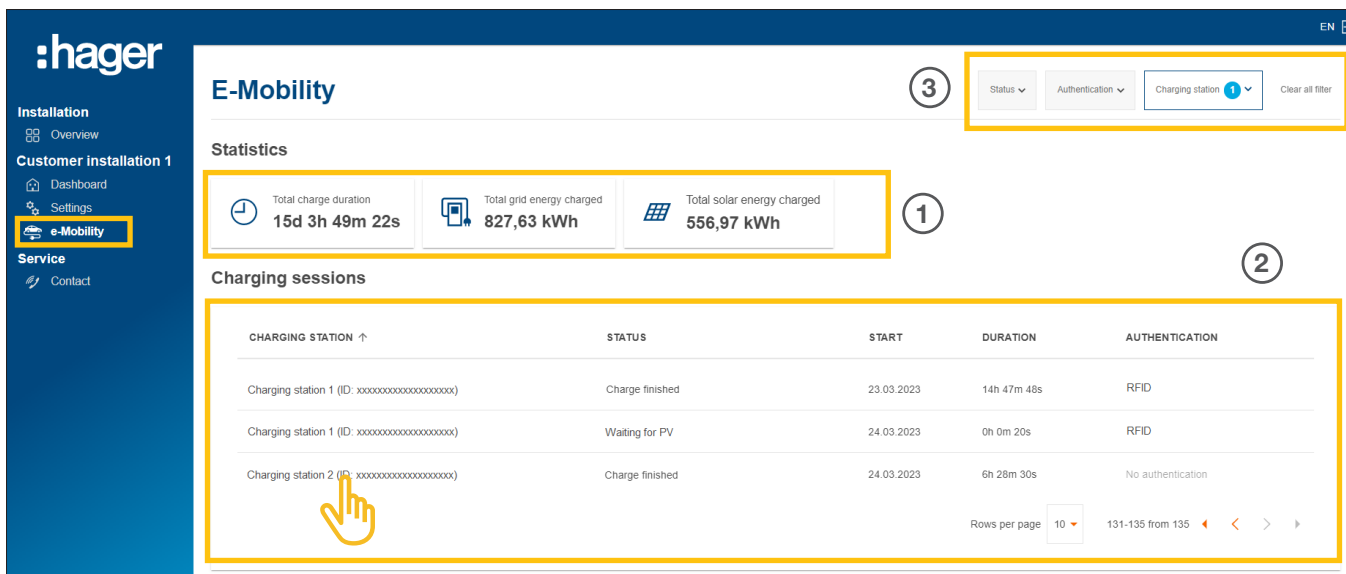 EN
:hager
E-Mobility
3
Status
Authentication
Charging station 1
Clear all filter
Installation
Overview
Customer installation 1
Dashboard
Settings
e-Mobility
Service
Contact
Statistics
Total charge duration
15d 3h 49m 22s
Total grid energy charged
827,63 kWh
Total solar energy charged
556,97 kWh
1
Charging sessions
2
CHARGING STATION ↑ STATUS START DURATION AUTHENTICATION
Charging station 1 (ID: xxxxxxxxxxxxxxxxxxx) Charge finished 23.03.2023 14h 47m 48s RFID
Charging station 1 (ID: xxxxxxxxxxxxxxxxxxx) Waiting for PV 24.03.2023 0h 0m 20s RFID
Charging station 2 (ID: xxxxxxxxxxxxxxxxxxx) Charge finished 24.03.2023 6h 28m 30s No authentication
Rows per page 10 131-135 from 135